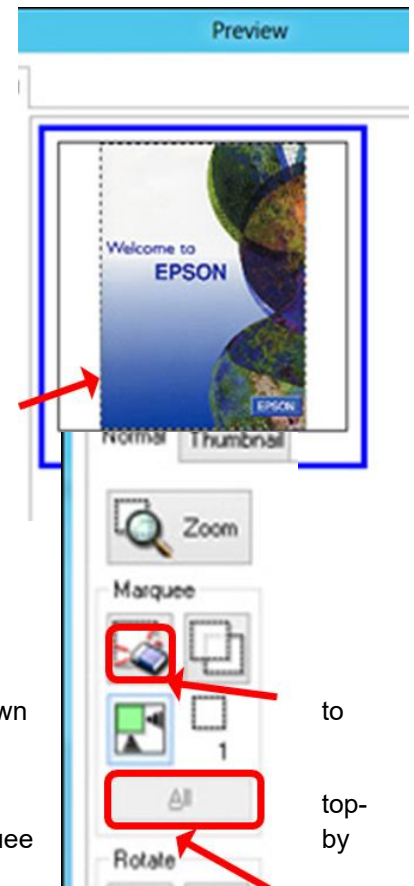 Preview
Welcome to
EPSON
EPSON
Normal Thumbnail
Zoom
Marquee
wn to
1
All top-
uee by
Rotate